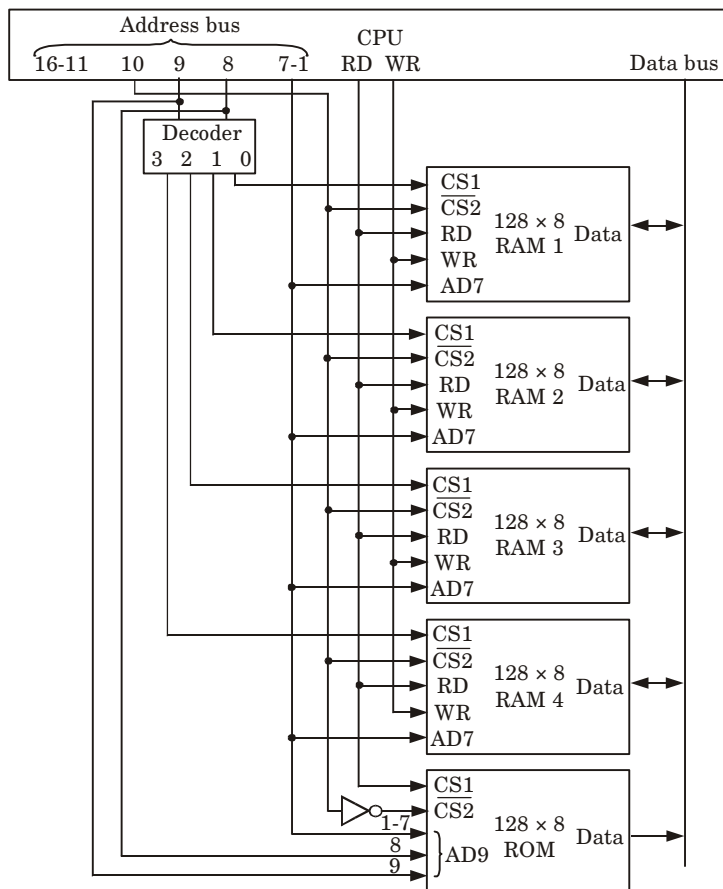 Address bus
CPU
16-11 10 9 8 7-1 RD WR Data bus
Decoder
3 2 1 0
CS1
CS2
RD
WR
AD7
128 × 8
RAM 1
Data
CS1
CS2
RD
WR
AD7
128 × 8
RAM 2
Data
CS1
CS2
RD
WR
AD7
128 × 8
RAM 3
Data
CS1
CS2
RD
WR
AD7
128 × 8
RAM 4
Data
CS1
CS2
1-7
8
9
AD9
128 × 8
ROM
Data